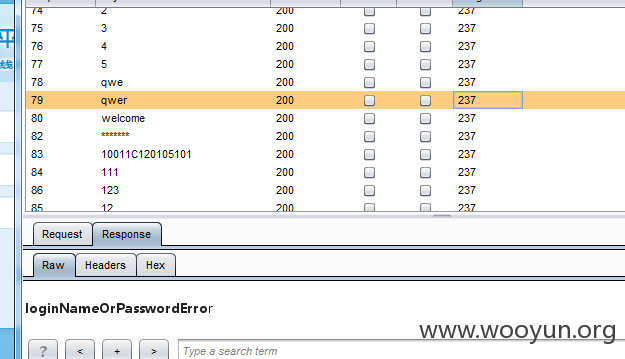 74 2 200 237
75 3 200 237
76 4 200 237
77 5 200 237
78 qwe 200 237
79 qwer 200 237
80 welcome 200 237
82 ******* 200 237
83 10011C120105101 200 237
84 111 200 237
86 123 200 237
85 12 200 237
Request Response
Raw Headers Hex
loginNameOrPasswordError
www.wooyun.org
? < + > Type a search term